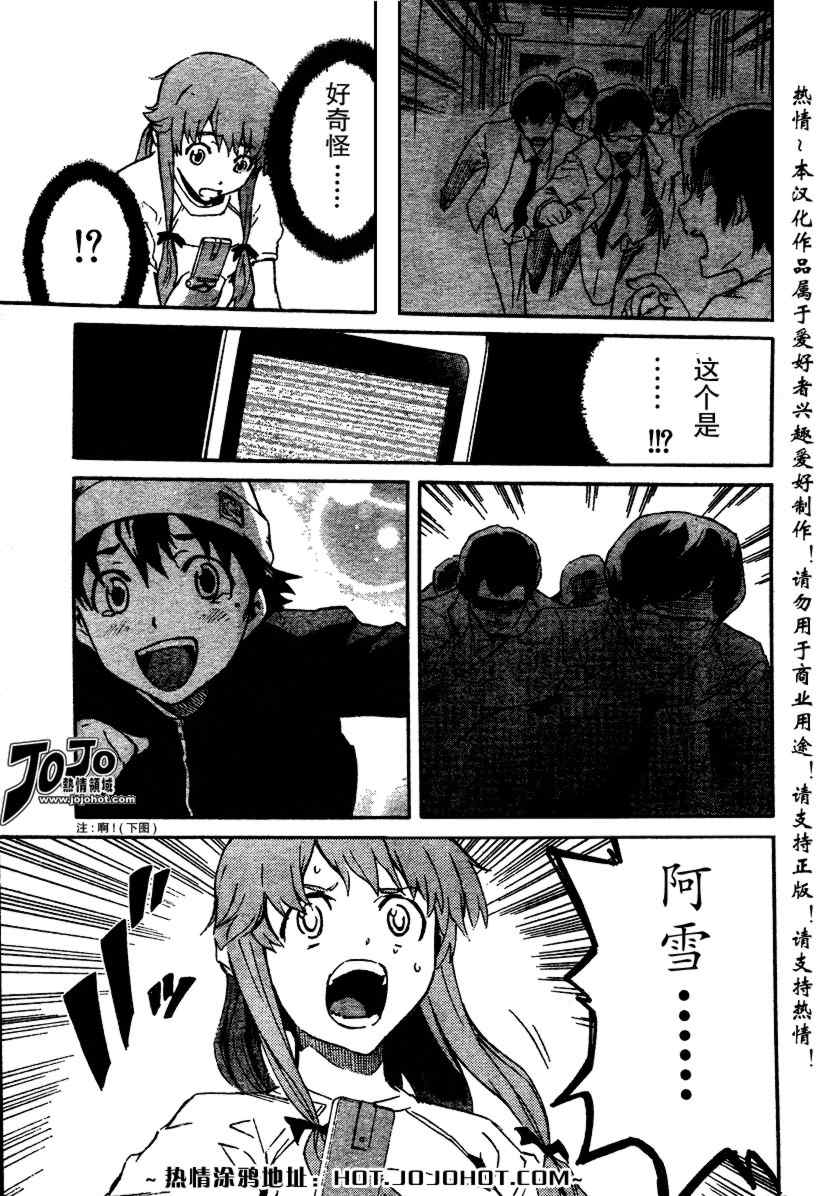 好奇怪
……
!?
这个是
……
!!?
JOJO
熱情領域
www.jojohot.com
注：啊！（下图）
阿雪
……
～热情涂鸦地址：HOT.JOJOHOT.COM～
热情～本汉化作品属于爱好者兴趣爱好制作！请勿用于商业用途！请支持正版！请支持热情！